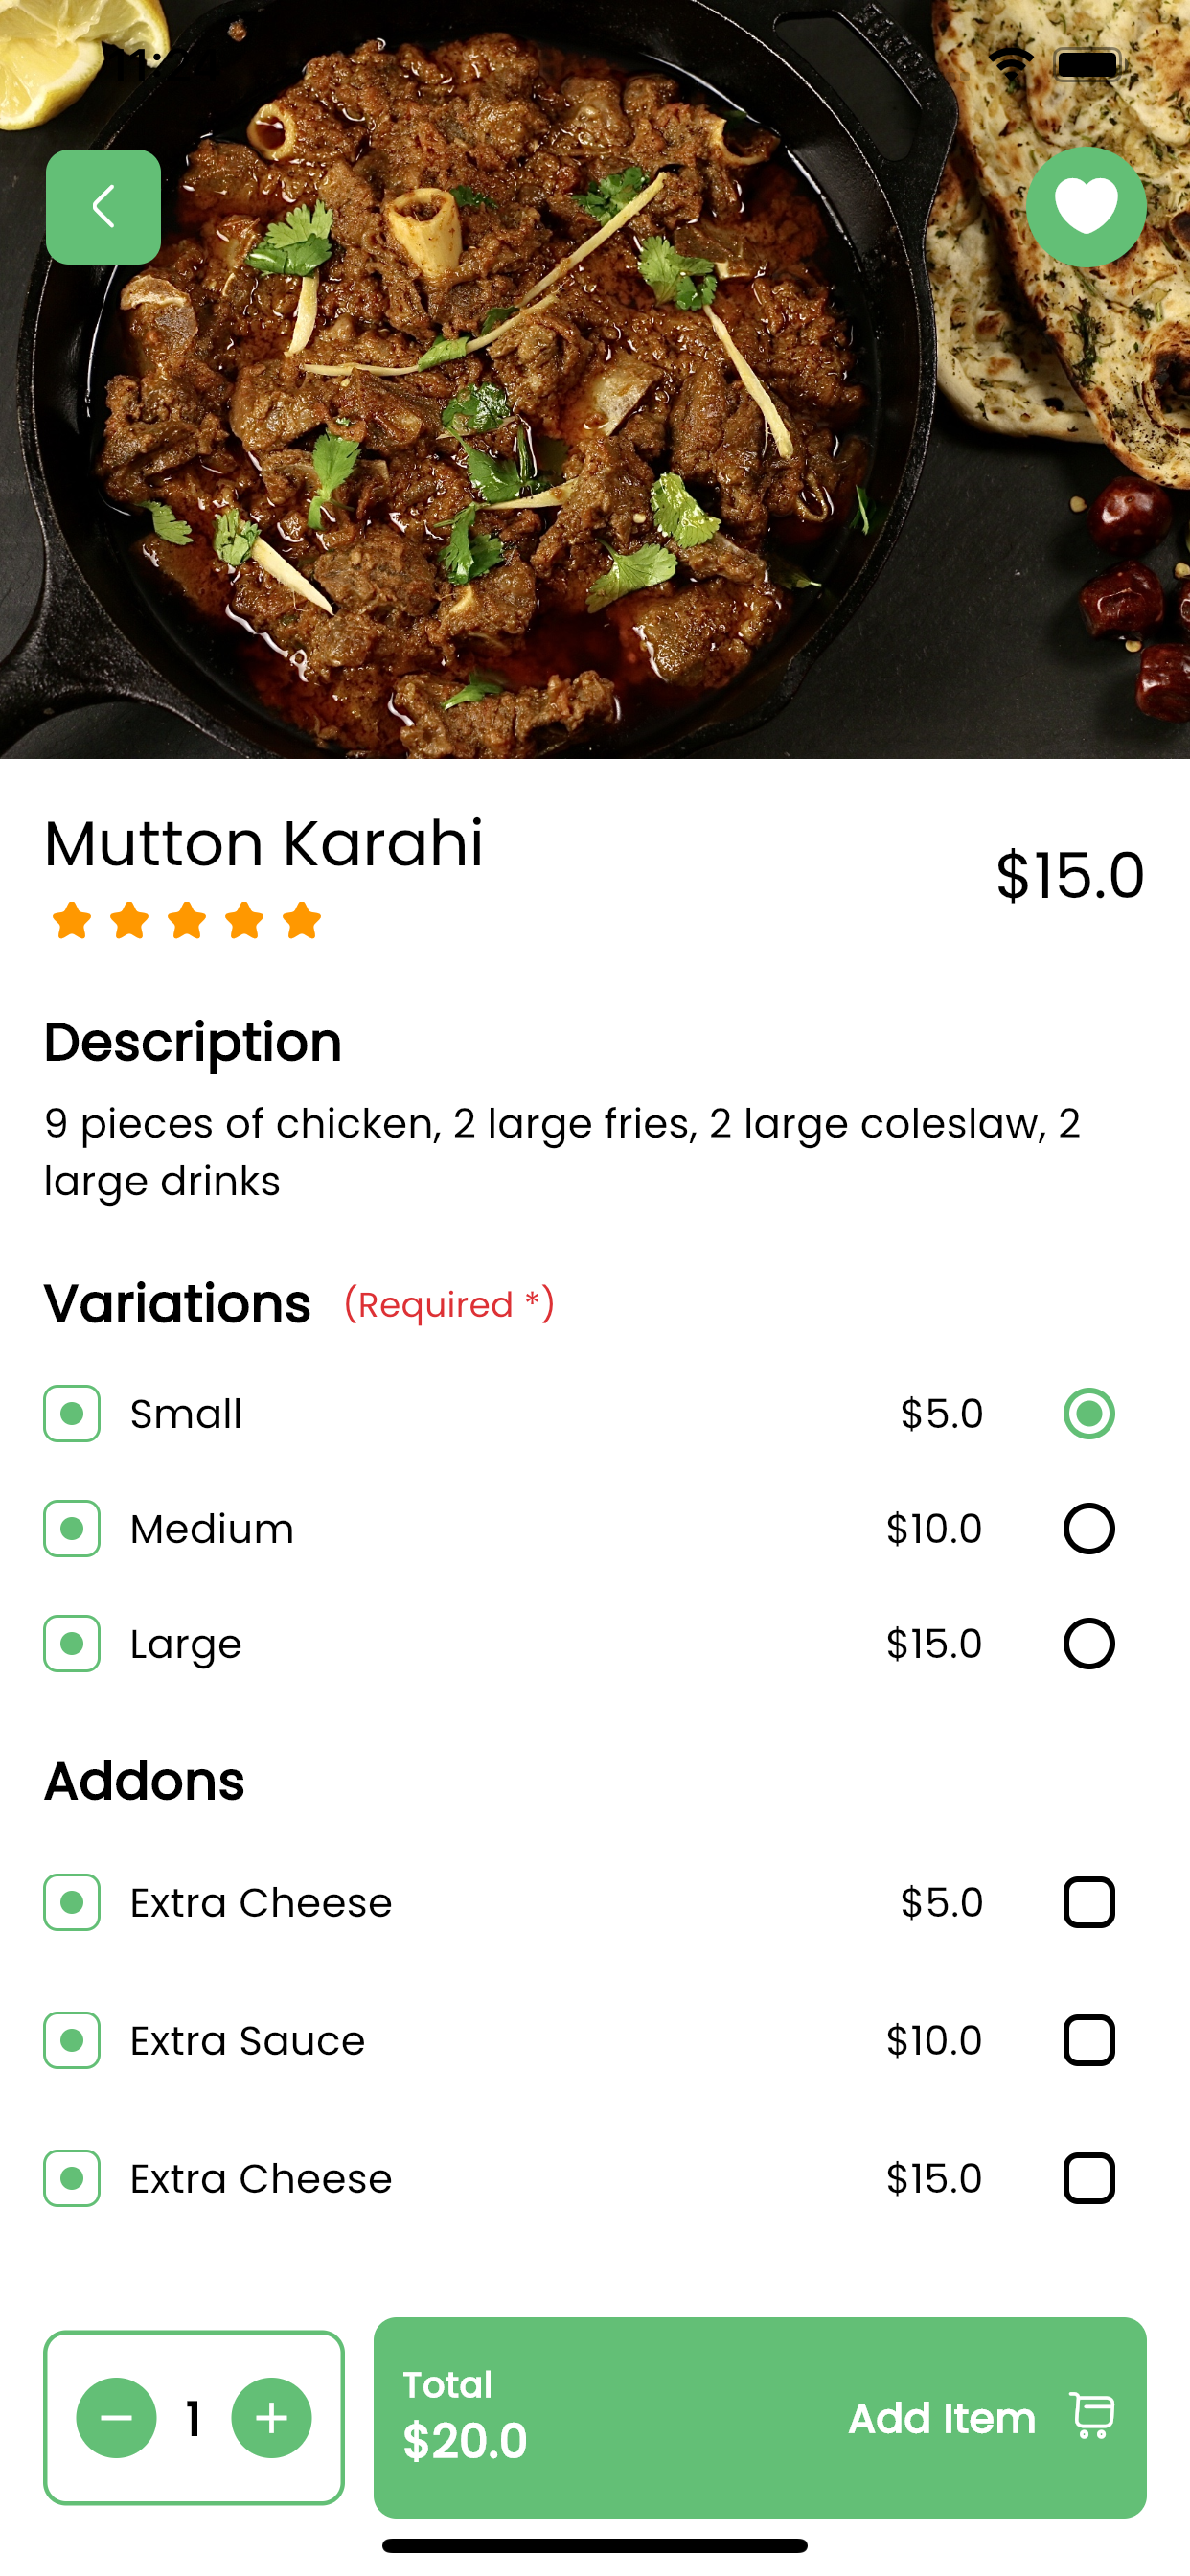 Mutton Karahi
$15.0
Description
9 pieces of chicken, 2 large fries, 2 large coleslaw, 2
large drinks
Variations (Required *)
Small $5.0
Medium $10.0
Large $15.0
Addons
Extra Cheese $5.0
Extra Sauce $10.0
Extra Cheese $15.0
1
Total
$20.0
Add Item